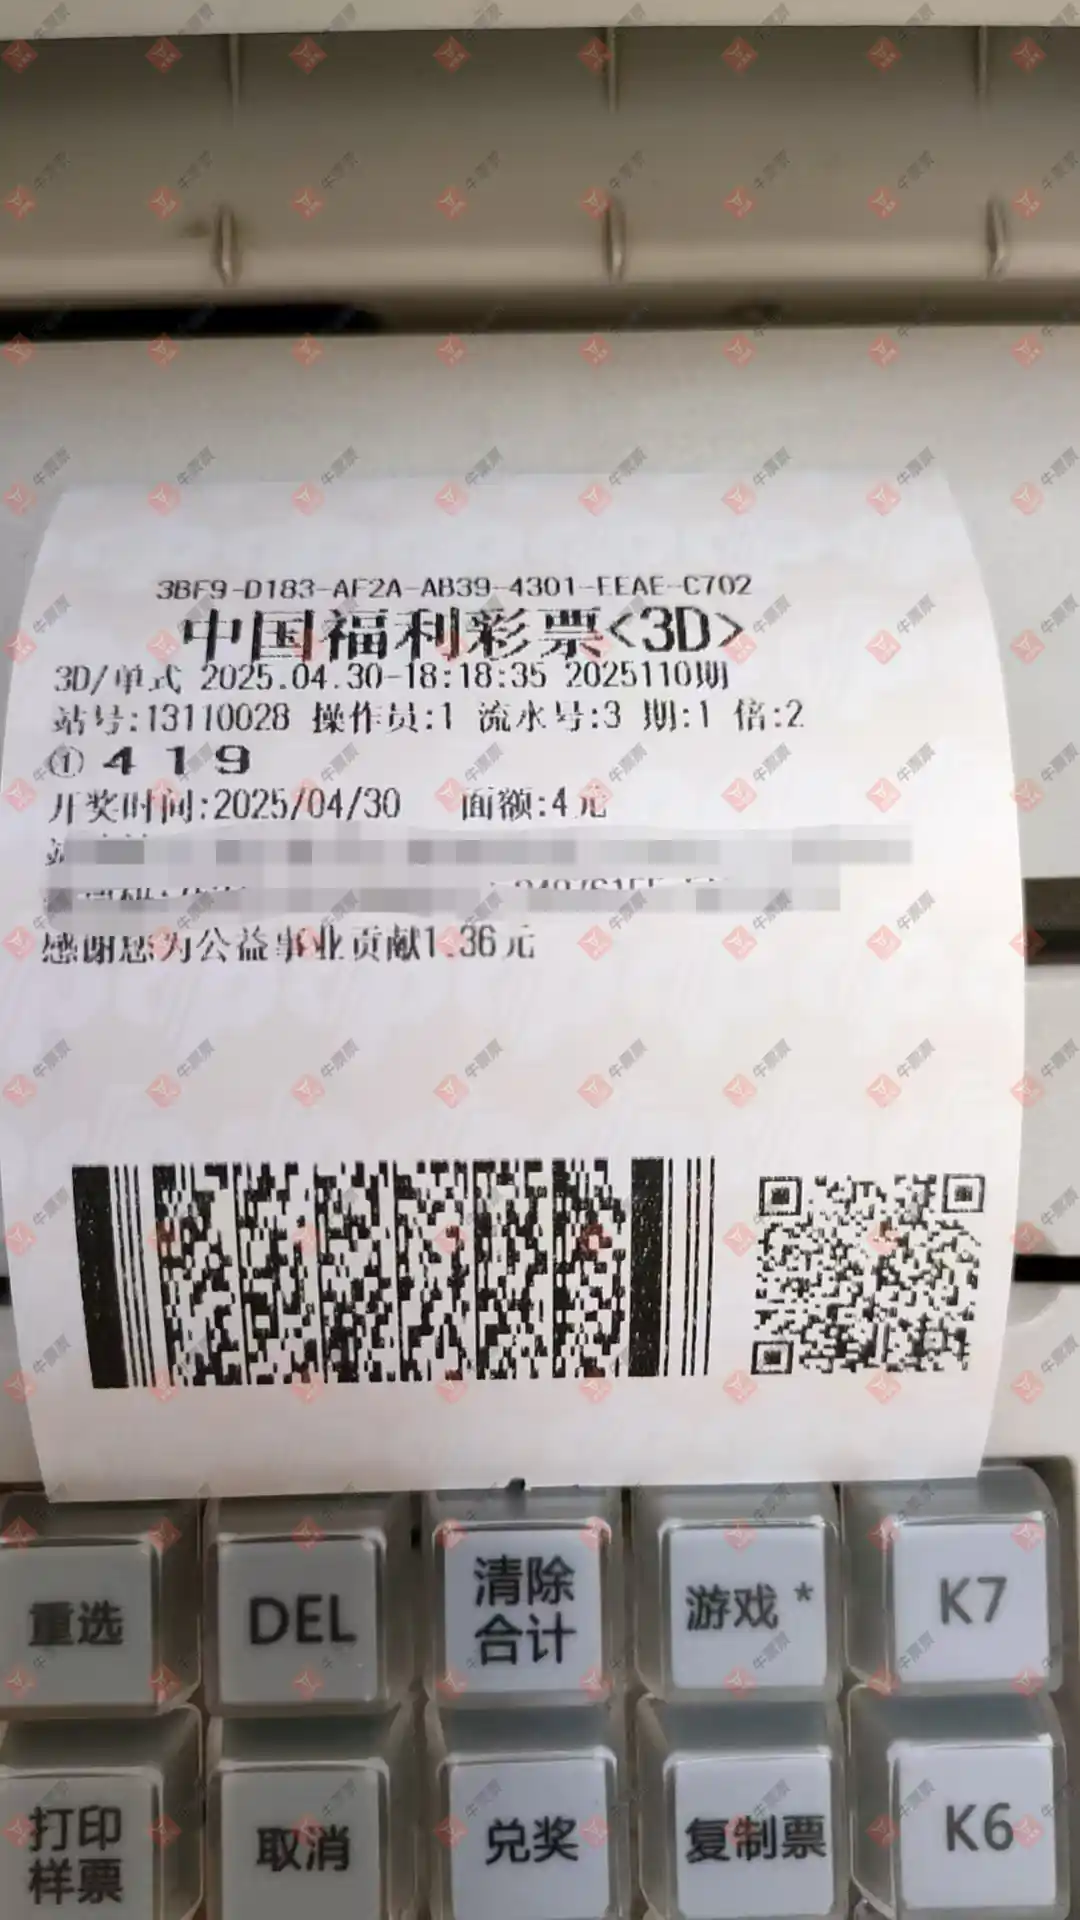 3BF9-D183-AF2A-AB39-4301-FEAE-C702
中国福利彩票<3D>
3D/单式 2025.04.30-18:18:35 2025110期
站号:13110028 操作员:1 流水号:3 期:1 倍:2
① 4 1 9
开奖时间:2025/04/30 面额:4元
感谢您为公益事业贡献1.36元
重选 DEL 清除合计 游戏* K7
打印样票 取消 兑奖 复制票 K6
牛票票